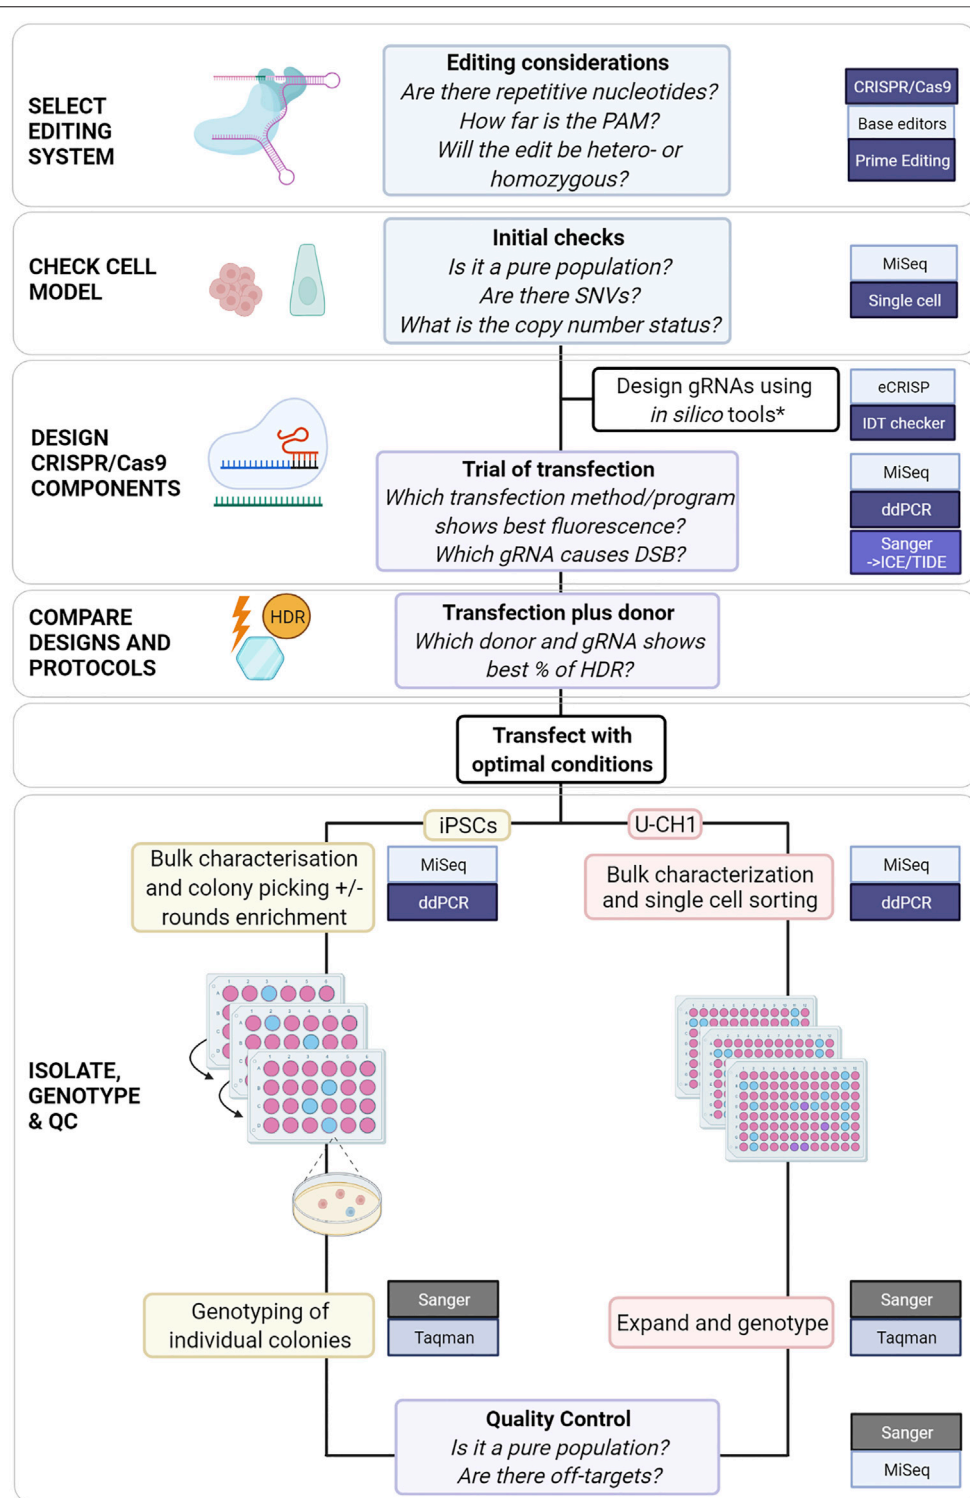 SELECT
EDITING
SYSTEM
Editing considerations
Are there repetitive nucleotides?
How far is the PAM?
Will the edit be hetero- or
homozygous?
CRISPR/Cas9
Base editors
Prime Editing
CHECK CELL
MODEL
Initial checks
Is it a pure population?
Are there SNVs?
What is the copy number status?
MiSeq
Single cell
DESIGN
CRISPR/Cas9
COMPONENTS
Design gRNAs using
in silico tools*
eCRISP
IDT checker
Trial of transfection
Which transfection method/program
shows best fluorescence?
Which gRNA causes DSB?
MiSeq
ddPCR
Sanger
->ICE/TIDE
COMPARE
DESIGNS AND
PROTOCOLS
HDR
Transfection plus donor
Which donor and gRNA shows
best % of HDR?
Transfect with
optimal conditions
ISOLATE,
GENOTYPE
& QC
iPSCs
U-CH1
Bulk characterisation
and colony picking +/-
rounds enrichment
MiSeq
ddPCR
Bulk characterization
and single cell sorting
MiSeq
ddPCR
Genotyping of
individual colonies
Sanger
Taqman
Expand and genotype
Sanger
Taqman
Quality Control
Is it a pure population?
Are there off-targets?
Sanger
MiSeq